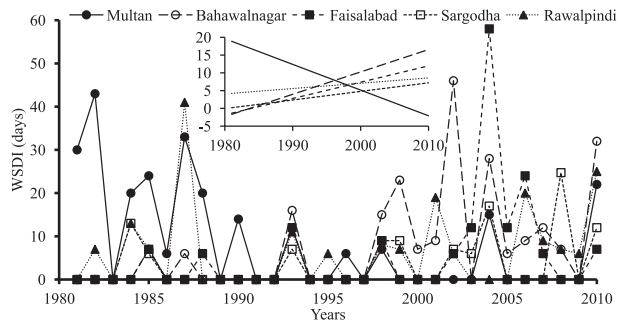 Multan Bahawalnagar Faisalabad Sargodha Rawalpindi
60
50
40
30
20
10
0
WSDI (days)
20
15
10
5
0
-5
1980 1990 2000 2010
1980 1985 1990 1995 2000 2005 2010
Years